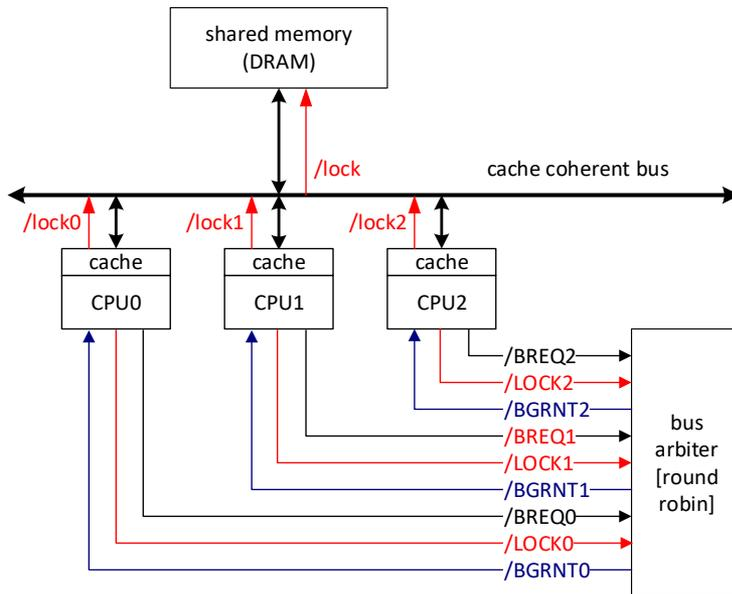 shared memory
(DRAM)
/lock
cache coherent bus
/lock0
/lock1
/lock2
cache
cache
cache
CPU0
CPU1
CPU2
/BREQ2
/LOCK2
/BGRNT2
/BREQ1
/LOCK1
/BGRNT1
/BREQ0
/LOCK0
/BGRNT0
bus
arbiter
[round
robin]